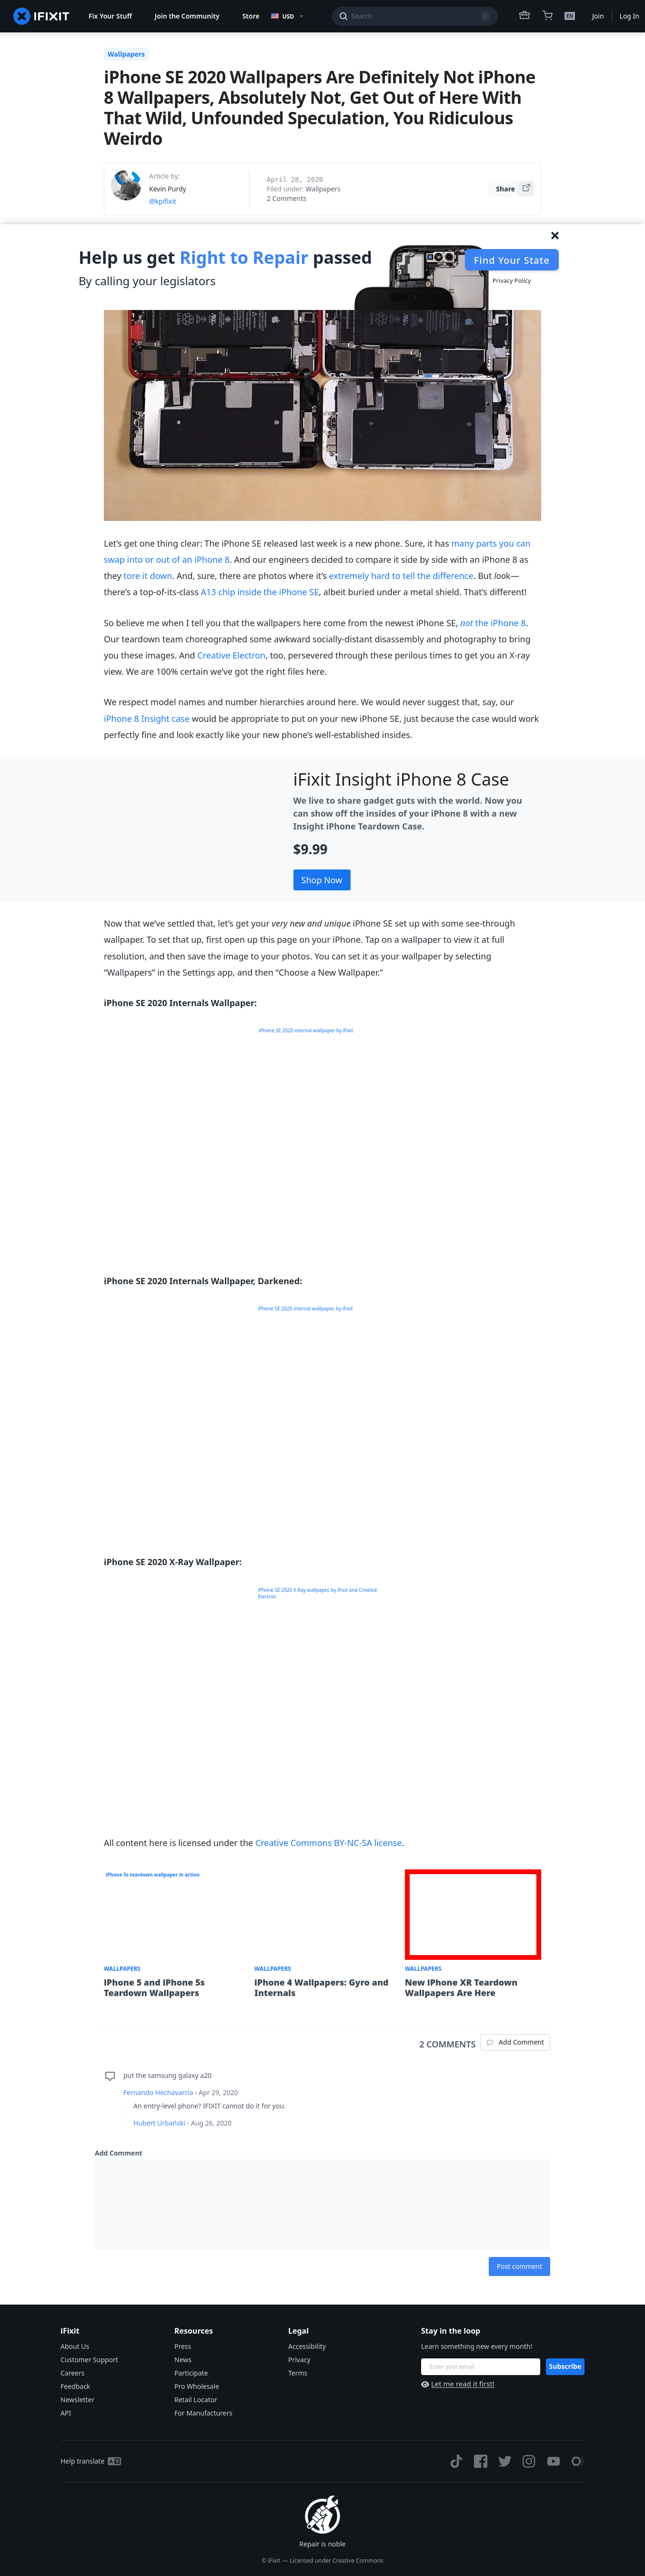 IFIXIT
Fix Your Stuff
Join the Community
Store
USD
Search
/
EN
Join
Log In
Wallpapers
iPhone SE 2020 Wallpapers Are Definitely Not iPhone
8 Wallpapers, Absolutely Not, Get Out of Here With
That Wild, Unfounded Speculation, You Ridiculous
Weirdo
Article by:
Kevin Purdy
@kpifixit
April 28, 2020
Filed under: Wallpapers
2 Comments
Share
Help us get Right to Repair passed
By calling your legislators
Find Your State
Privacy Policy
Let’s get one thing clear: The iPhone SE released last week is a new phone. Sure, it has many parts you can
swap into or out of an iPhone 8. And our engineers decided to compare it side by side with an iPhone 8 as
they tore it down. And, sure, there are photos where it’s extremely hard to tell the difference. But look—
there’s a top-of-its-class A13 chip inside the iPhone SE, albeit buried under a metal shield. That’s different!
So believe me when I tell you that the wallpapers here come from the newest iPhone SE, not the iPhone 8.
Our teardown team choreographed some awkward socially-distant disassembly and photography to bring
you these images. And Creative Electron, too, persevered through these perilous times to get you an X-ray
view. We are 100% certain we’ve got the right files here.
We respect model names and number hierarchies around here. We would never suggest that, say, our
iPhone 8 Insight case would be appropriate to put on your new iPhone SE, just because the case would work
perfectly fine and look exactly like your new phone’s well-established insides.
iFixit Insight iPhone 8 Case
We live to share gadget guts with the world. Now you
can show off the insides of your iPhone 8 with a new
Insight iPhone Teardown Case.
$9.99
Shop Now
Now that we’ve settled that, let’s get your very new and unique iPhone SE set up with some see-through
wallpaper. To set that up, first open up this page on your iPhone. Tap on a wallpaper to view it at full
resolution, and then save the image to your photos. You can set it as your wallpaper by selecting
“Wallpapers” in the Settings app, and then “Choose a New Wallpaper.”
iPhone SE 2020 Internals Wallpaper:
iPhone SE 2020 internal wallpaper by iFixit
iPhone SE 2020 Internals Wallpaper, Darkened:
iPhone SE 2020 internal wallpaper, by iFixit
iPhone SE 2020 X-Ray Wallpaper:
iPhone SE 2020 X-Ray wallpaper, by iFixit and Creative
Electron
All content here is licensed under the Creative Commons BY-NC-SA license.
iPhone 5s teardown wallpaper in action
WALLPAPERS
iPhone 5 and iPhone 5s
Teardown Wallpapers
WALLPAPERS
iPhone 4 Wallpapers: Gyro and
Internals
WALLPAPERS
New iPhone XR Teardown
Wallpapers Are Here
2 COMMENTS
Add Comment
put the samsung galaxy a20
Fernando Hechavarria - Apr 29, 2020
An entry-level phone? IFIXIT cannot do it for you.
Hubert Urbański - Aug 26, 2020
Add Comment
Post comment
iFixit
About Us
Customer Support
Careers
Feedback
Newsletter
API
Resources
Press
News
Participate
Pro Wholesale
Retail Locator
For Manufacturers
Legal
Accessibility
Privacy
Terms
Stay in the loop
Learn something new every month!
Enter your email
Subscribe
Let me read it first!
Help translate
Repair is noble
© iFixit — Licensed under Creative Commons